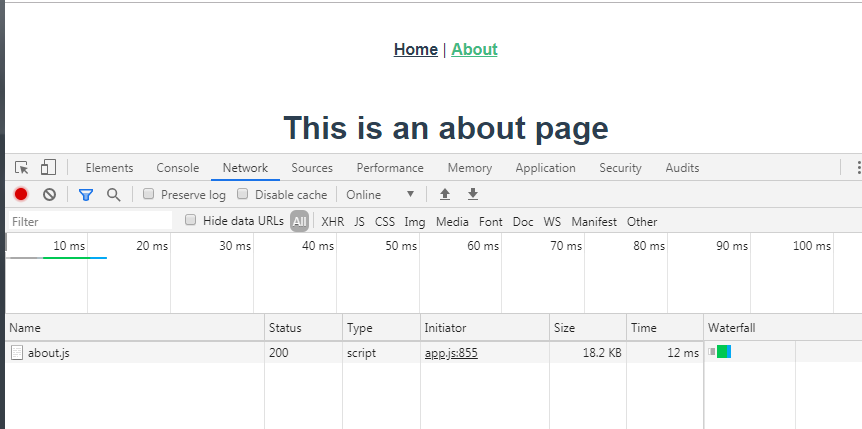 Home | About
This is an about page
Elements Console Network Sources Performance Memory Application Security Audits
Preserve log Disable cache Online
Filter Hide data URLs All XHR JS CSS Img Media Font Doc WS Manifest Other
10 ms 20 ms 30 ms 40 ms 50 ms 60 ms 70 ms 80 ms 90 ms 100 ms
Name Status Type Initiator Size Time Waterfall
about.js 200 script app.js:855 18.2 KB 12 ms